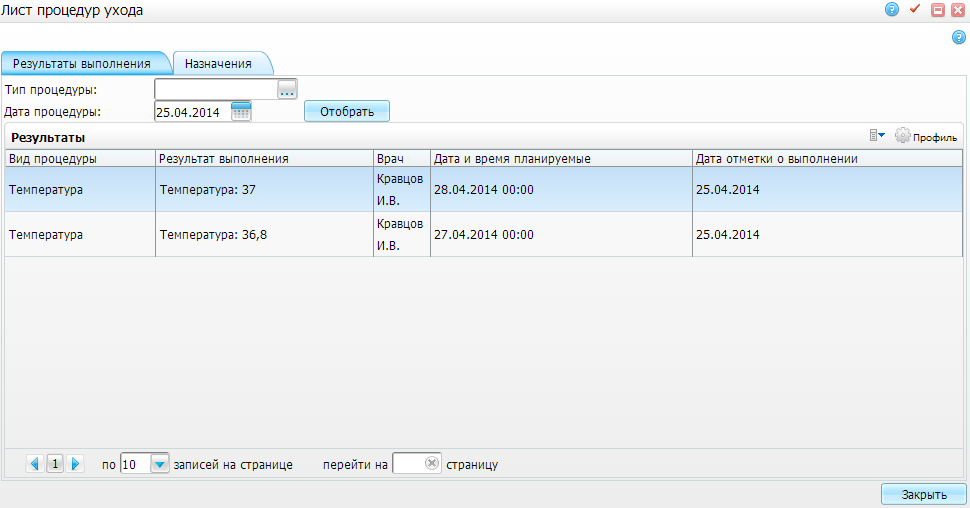 Лист процедур ухода
Результаты выполнения Назначения
Тип процедуры: ...
Дата процедуры: 25.04.2014 Отобрать
Результаты Профиль
Вид процедуры Результат выполнения Врач Дата и время планируемые Дата отметки о выполнении
Температура Температура: 37 Кравцов И.В. 28.04.2014 00:00 25.04.2014
Температура Температура: 36,8 Кравцов И.В. 27.04.2014 00:00 25.04.2014
1 по 10 записей на странице перейти на страницу
Закрыть